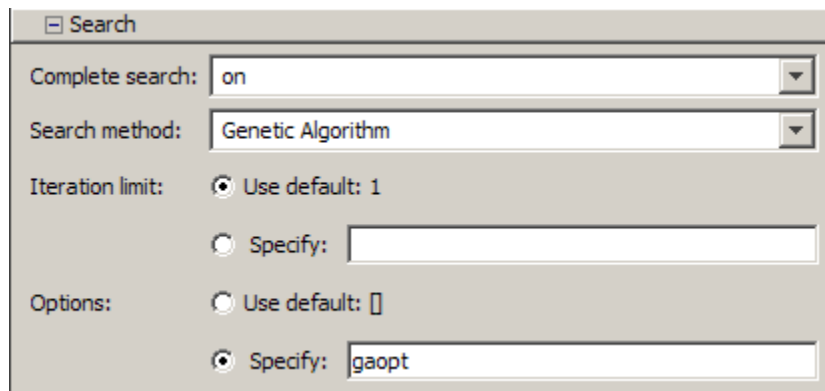 Search
Complete search: on
Search method: Genetic Algorithm
Iteration limit: Use default: 1
Specify:
Options: Use default: []
Specify: gaopt